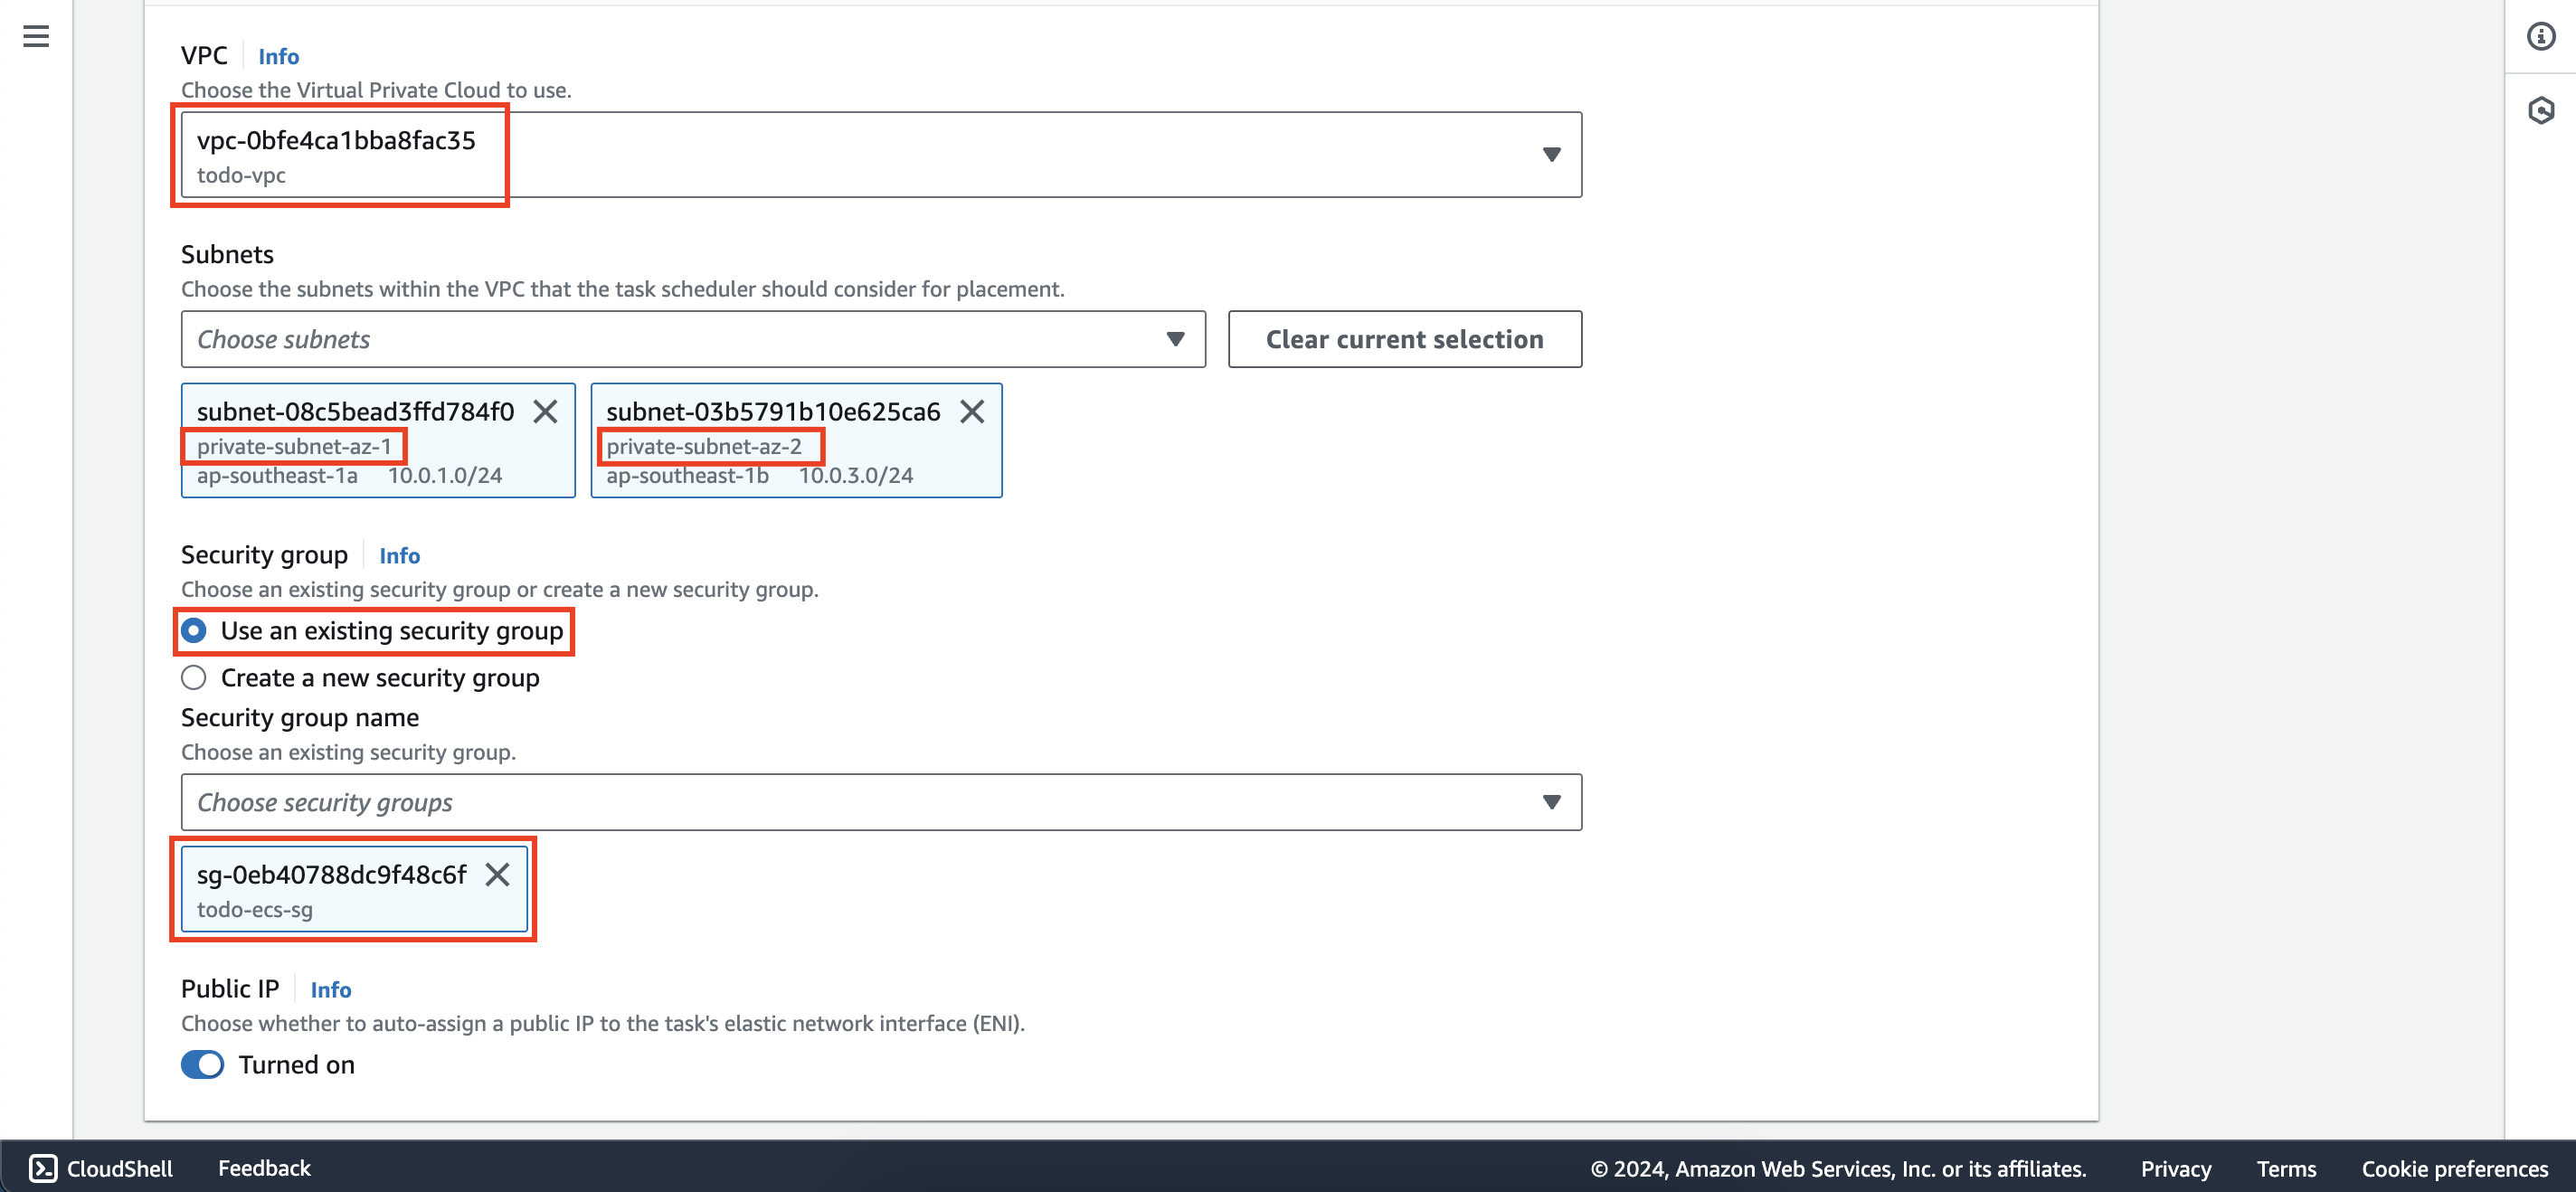 VPC Info
Choose the Virtual Private Cloud to use.
vpc-0bfe4ca1bba8fac35
todo-vpc
Subnets
Choose the subnets within the VPC that the task scheduler should consider for placement.
Choose subnets
Clear current selection
subnet-08c5bead3ffd784f0
private-subnet-az-1
ap-southeast-1a 10.0.1.0/24
subnet-03b5791b10e625ca6
private-subnet-az-2
ap-southeast-1b 10.0.3.0/24
Security group Info
Choose an existing security group or create a new security group.
Use an existing security group
Create a new security group
Security group name
Choose an existing security group.
Choose security groups
sg-0eb40788dc9f48c6f
todo-ecs-sg
Public IP Info
Choose whether to auto-assign a public IP to the task's elastic network interface (ENI).
Turned on
CloudShell Feedback © 2024, Amazon Web Services, Inc. or its affiliates. Privacy Terms Cookie preferences